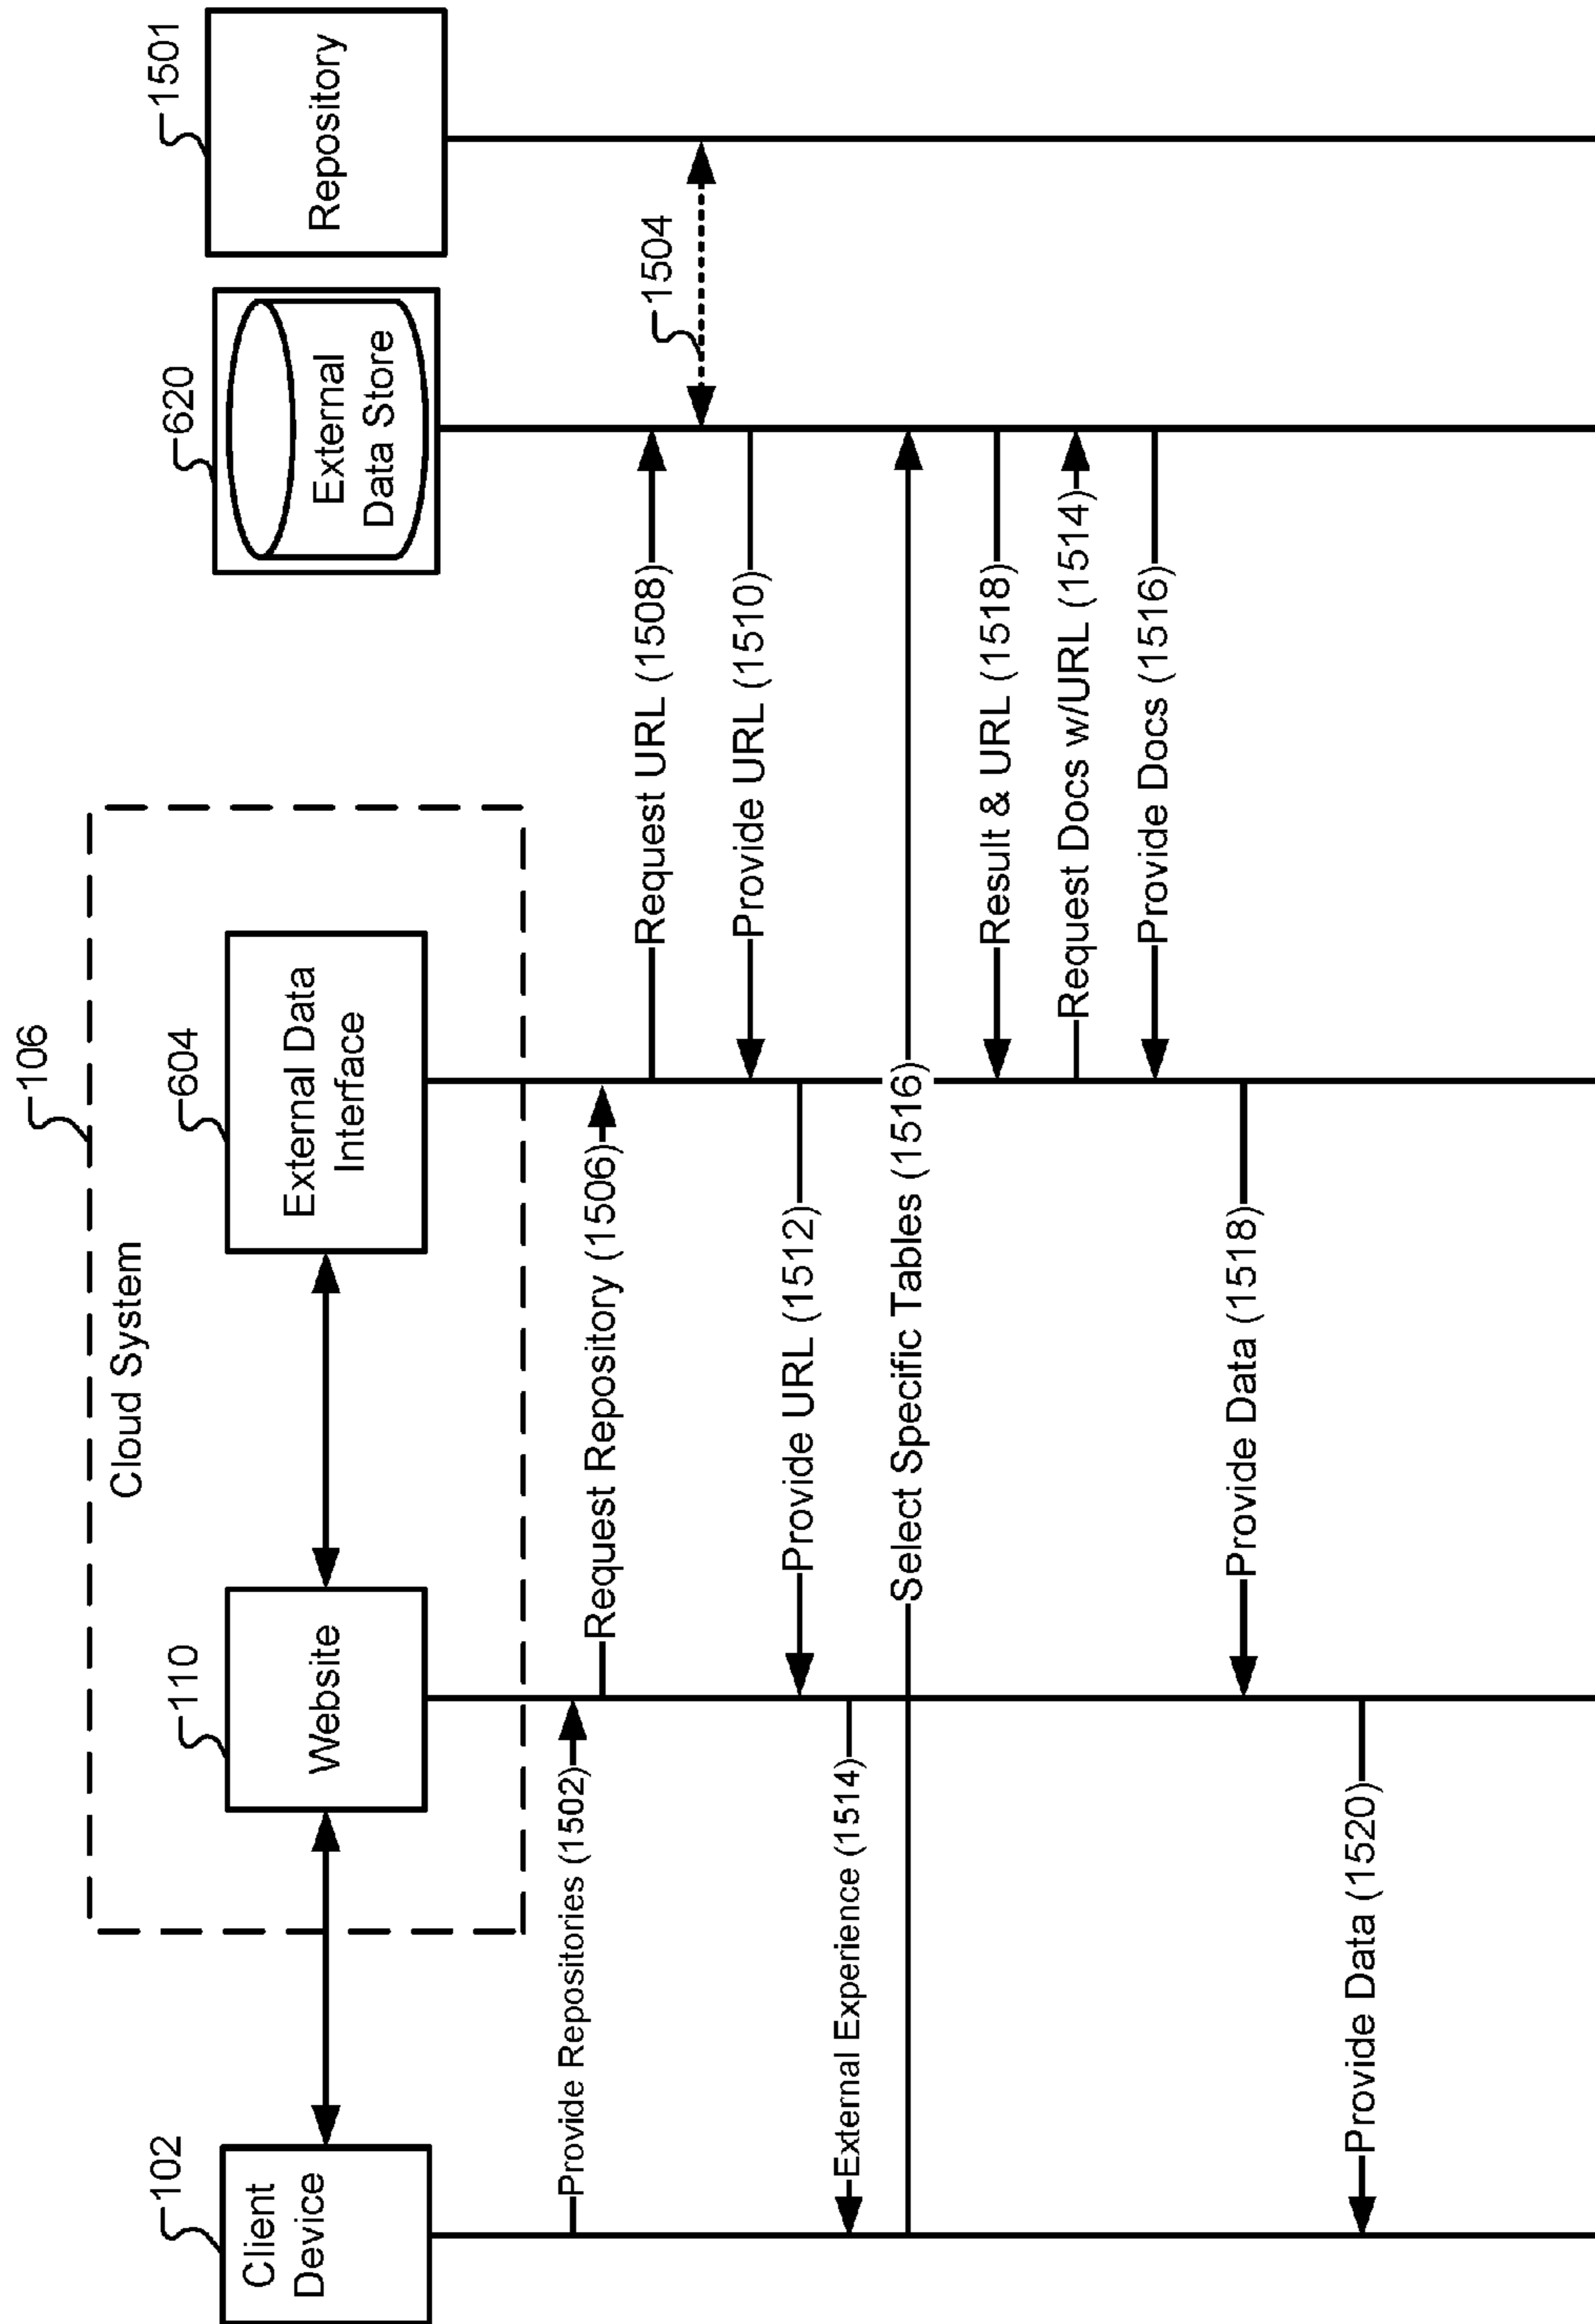 106
Cloud System
102
Client
Device
110
Website
604
External Data
Interface
620
External
Data Store
1501
Repository
Provide Repositories (1502)
Request Repository (1506)
Request URL (1508)
1504
Provide URL (1510)
Provide URL (1512)
External Experience (1514)
Select Specific Tables (1516)
Result & URL (1518)
Request Docs w/URL (1514)
Provide Docs (1516)
Provide Data (1518)
Provide Data (1520)